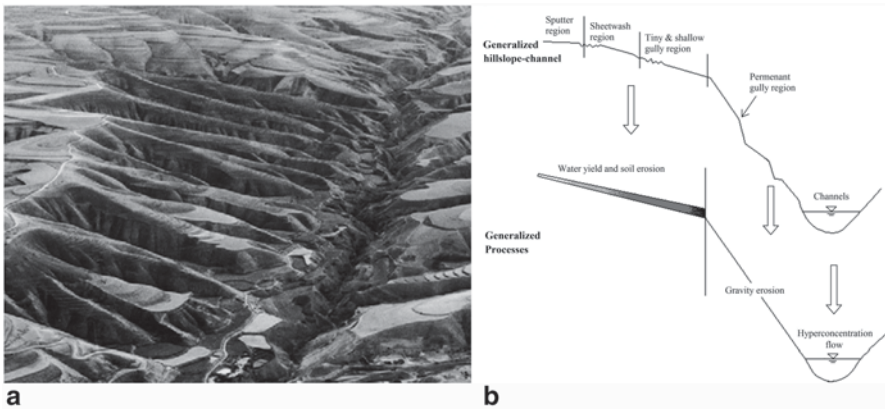 Sputter
region
Sheetwash
region
Tiny & shallow
gully region
Generalized
hillslope-channel
Permenant
gully region
Water yield and soil erosion
Channels
Generalized
Processes
Gravity erosion
Hyperconcentration
flow
a
b